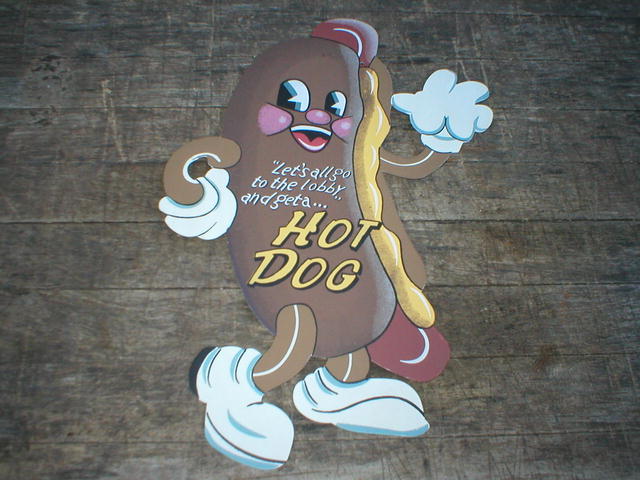 "Let's all go
to the lobby,
and get a...
HOT
DOG